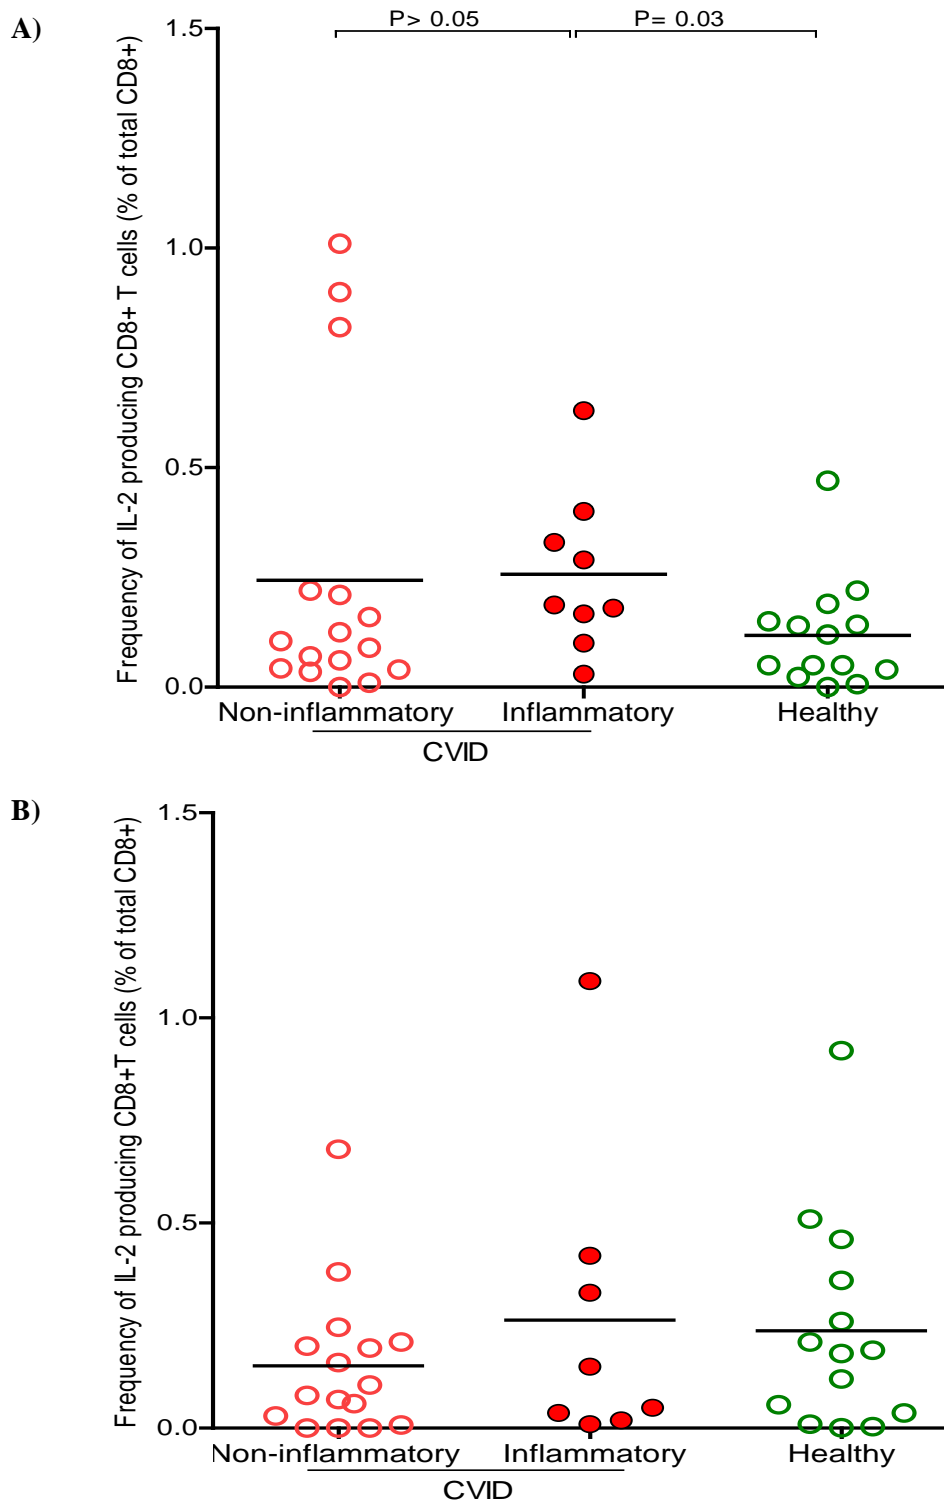 A)
P> 0.05
P= 0.03
Frequency of IL-2 producing CD8+ T cells (% of total CD8+)
1.5
1.0
0.5
0.0
Non-inflammatory
Inflammatory
Healthy
CVID
B)
Frequency of IL-2 producing CD8+T cells (% of total CD8+)
1.5
1.0
0.5
0.0
Non-inflammatory
Inflammatory
Healthy
CVID